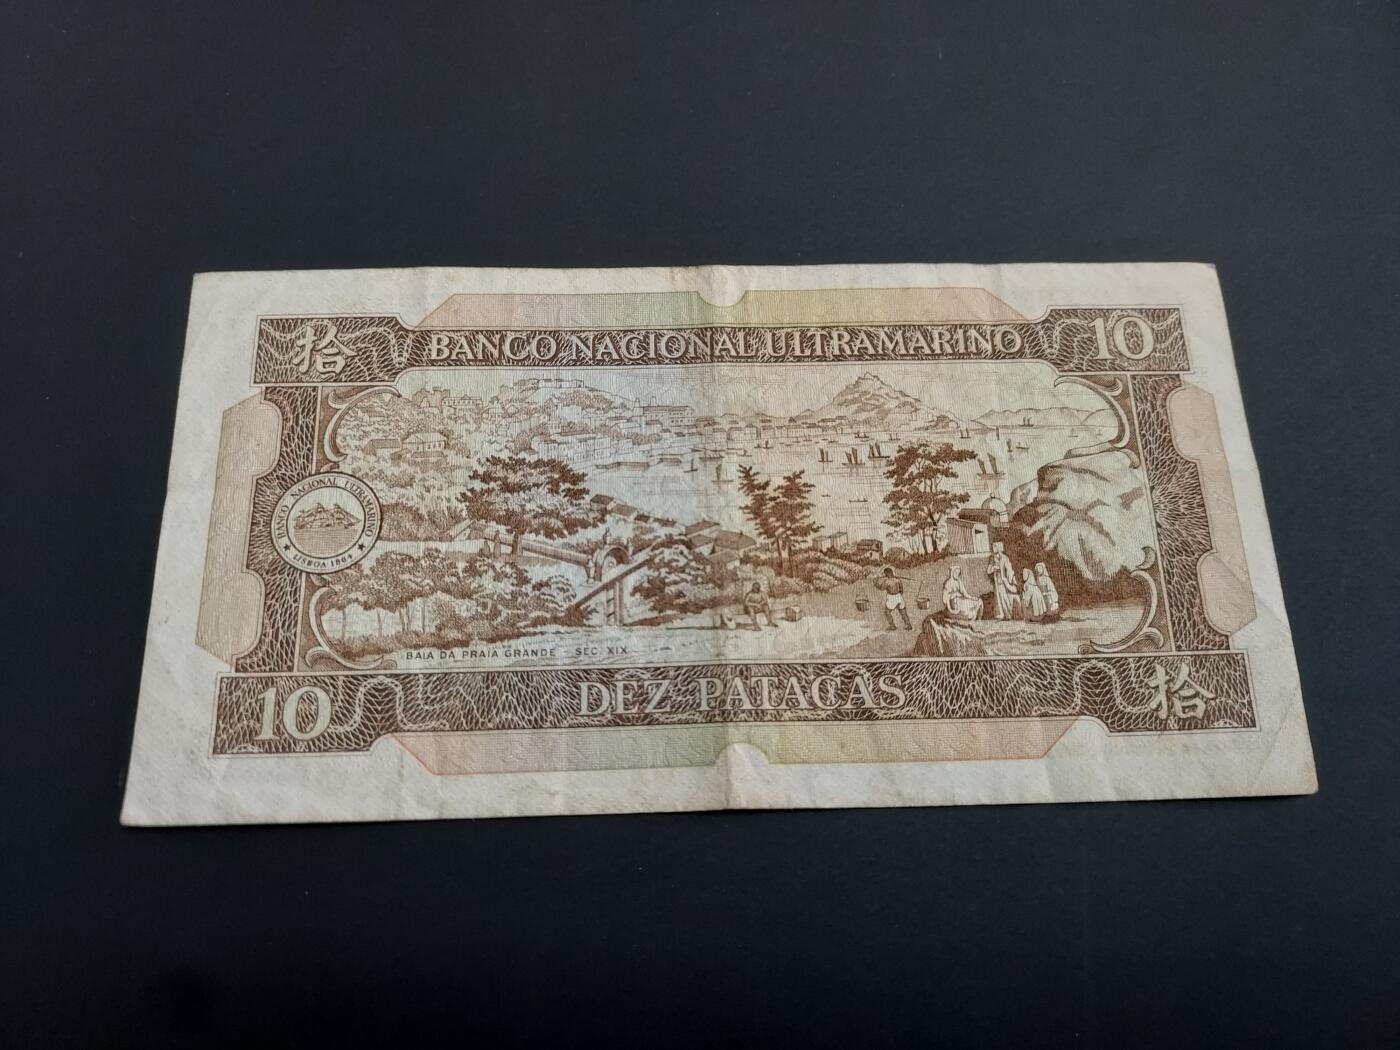 拾 BANCO NACIONAL ULTRAMARINO 10
BANCO NACIONAL ULTRAMARINO
★ LISBOA 1864 ★
BAIA DA PRAIA GRANDE - SEC. XIX
10 DEZ PATACAS 拾